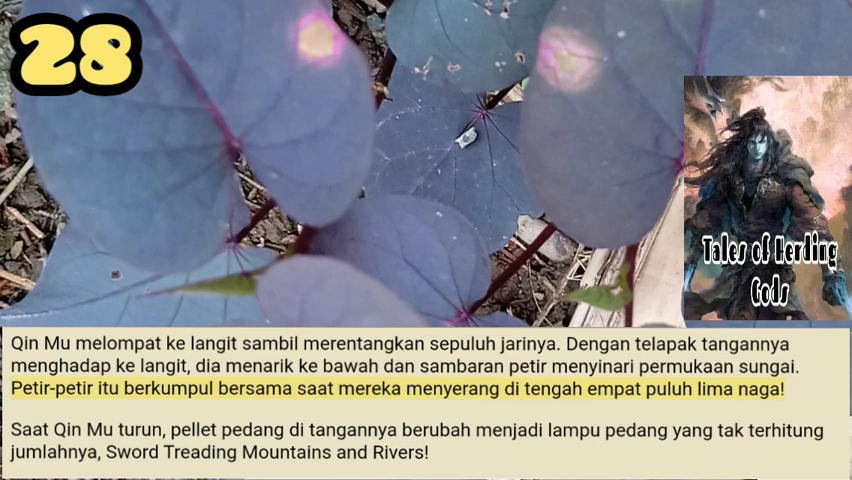 28
Tales of Herding
Gods
Qin Mu melompat ke langit sambil merentangkan sepuluh jarinya. Dengan telapak tangannya
menghadap ke langit, dia menarik ke bawah dan sambaran petir menyinari permukaan sungai.
Petir-petir itu berkumpul bersama saat mereka menyerang di tengah empat puluh lima naga!
Saat Qin Mu turun, pellet pedang di tangannya berubah menjadi lampu pedang yang tak terhitung
jumlahnya, Sword Treading Mountains and Rivers!